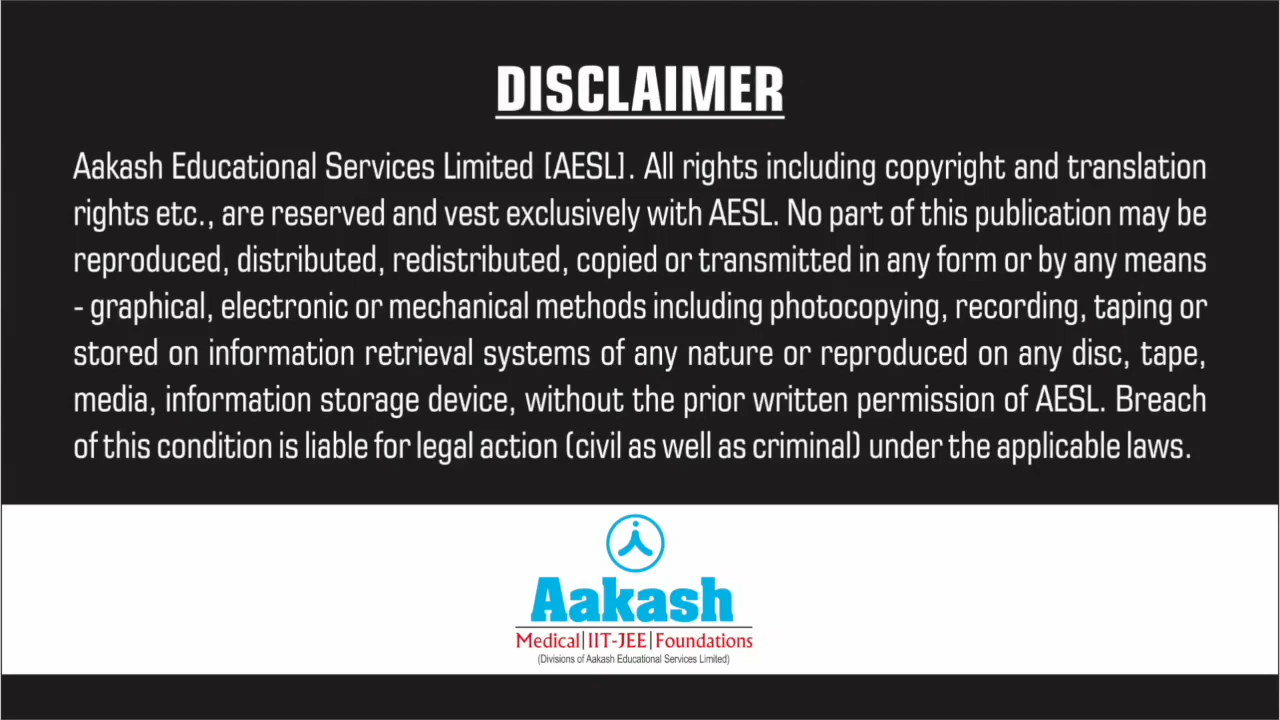 DISCLAIMER
Aakash Educational Services Limited [AESL]. All rights including copyright and translation
rights etc., are reserved and vest exclusively with AESL. No part of this publication may be
reproduced, distributed, redistributed, copied or transmitted in any form or by any means
- graphical, electronic or mechanical methods including photocopying, recording, taping or
stored on information retrieval systems of any nature or reproduced on any disc, tape,
media, information storage device, without the prior written permission of AESL. Breach
of this condition is liable for legal action (civil as well as criminal) under the applicable laws.
Aakash
Medical|IIT-JEE|Foundations
(Divisions of Aakash Educational Services Limited)